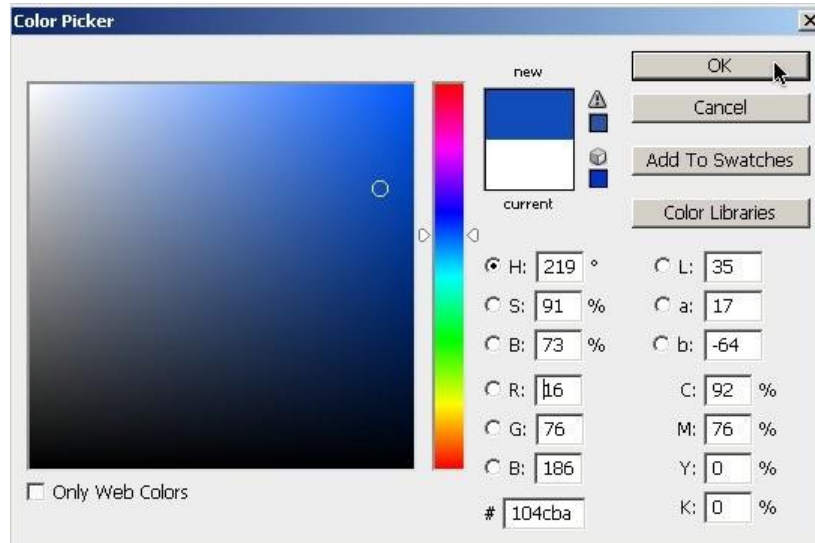 Color Picker
new
current
OK
Cancel
Add To Swatches
Color Libraries
H: 219 °
S: 91 %
B: 73 %
R: 16
G: 76
B: 186
# 104cba
L: 35
a: 17
b: -64
C: 92 %
M: 76 %
Y: 0 %
K: 0 %
Only Web Colors